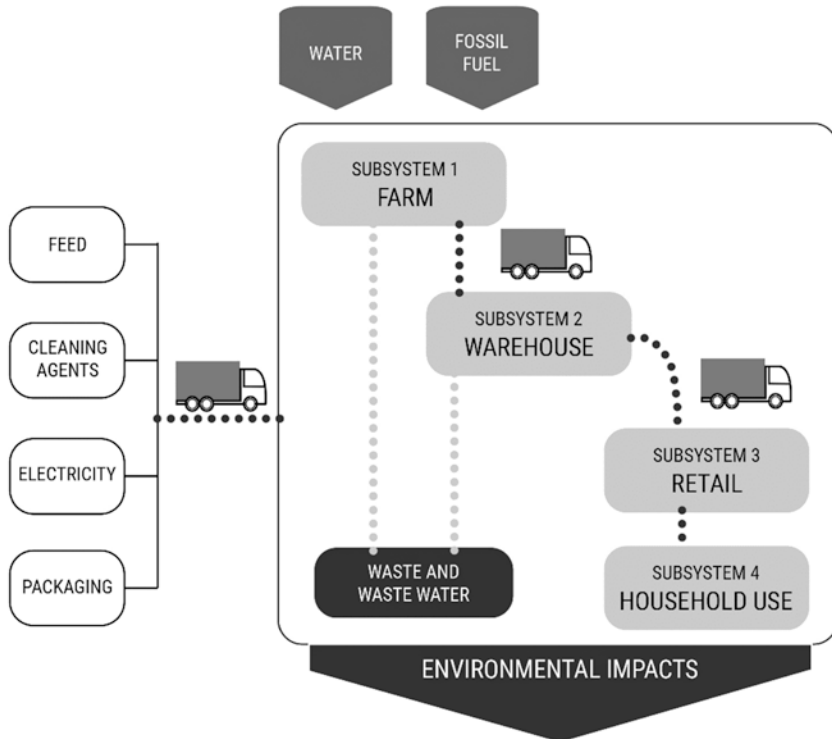 WATER
FOSSIL
FUEL
SUBSYSTEM 1
FARM
FEED
SUBSYSTEM 2
WAREHOUSE
CLEANING
AGENTS
SUBSYSTEM 3
RETAIL
ELECTRICITY
WASTE AND
WASTE WATER
SUBSYSTEM 4
HOUSEHOLD USE
PACKAGING
ENVIRONMENTAL IMPACTS